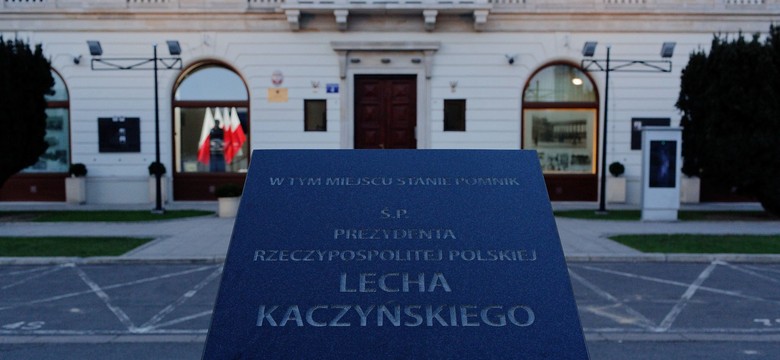 W TYM MIEJSCU STANIE POMNIK
Ś.P.
PREZYDENTA
RZECZYPOSPOLITEJ POLSKIEJ
LECHA
KACZYŃSKIEGO